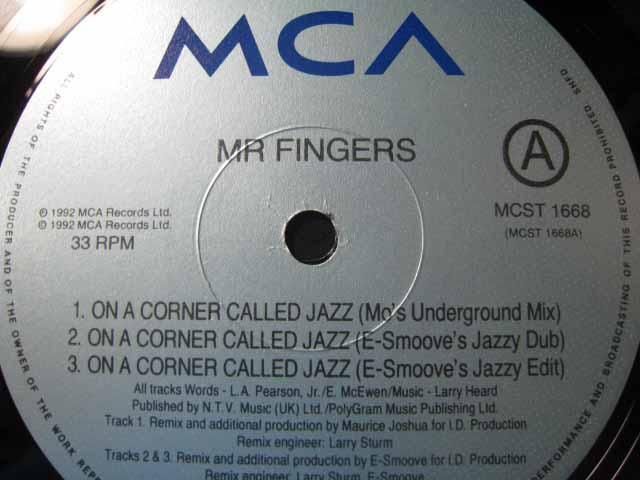 MCA
MR FINGERS
A
℗ 1992 MCA Records Ltd.
© 1992 MCA Records Ltd.
33 RPM
MCST 1668
(MCST 1668A)
1. ON A CORNER CALLED JAZZ (Mo's Underground Mix)
2. ON A CORNER CALLED JAZZ (E-Smoove's Jazzy Dub)
3. ON A CORNER CALLED JAZZ (E-Smoove's Jazzy Edit)
All tracks Words - L.A. Pearson, Jr./E. McEwen/Music - Larry Heard
Published by N.T.V. Music (UK) Ltd./PolyGram Music Publishing Ltd.
Track 1. Remix and additional production by Maurice Joshua for I.D. Production
Remix engineer: Larry Sturm
Tracks 2 & 3. Remix and additional production by E-Smoove for I.D. Production
Remix engineer: Larry Sturm, E-Smoove
ALL RIGHTS OF THE PRODUCER AND OF THE OWNER OF THE WORK
PERFORMANCE AND BROADCASTING OF THIS RECORD PROHIBITED